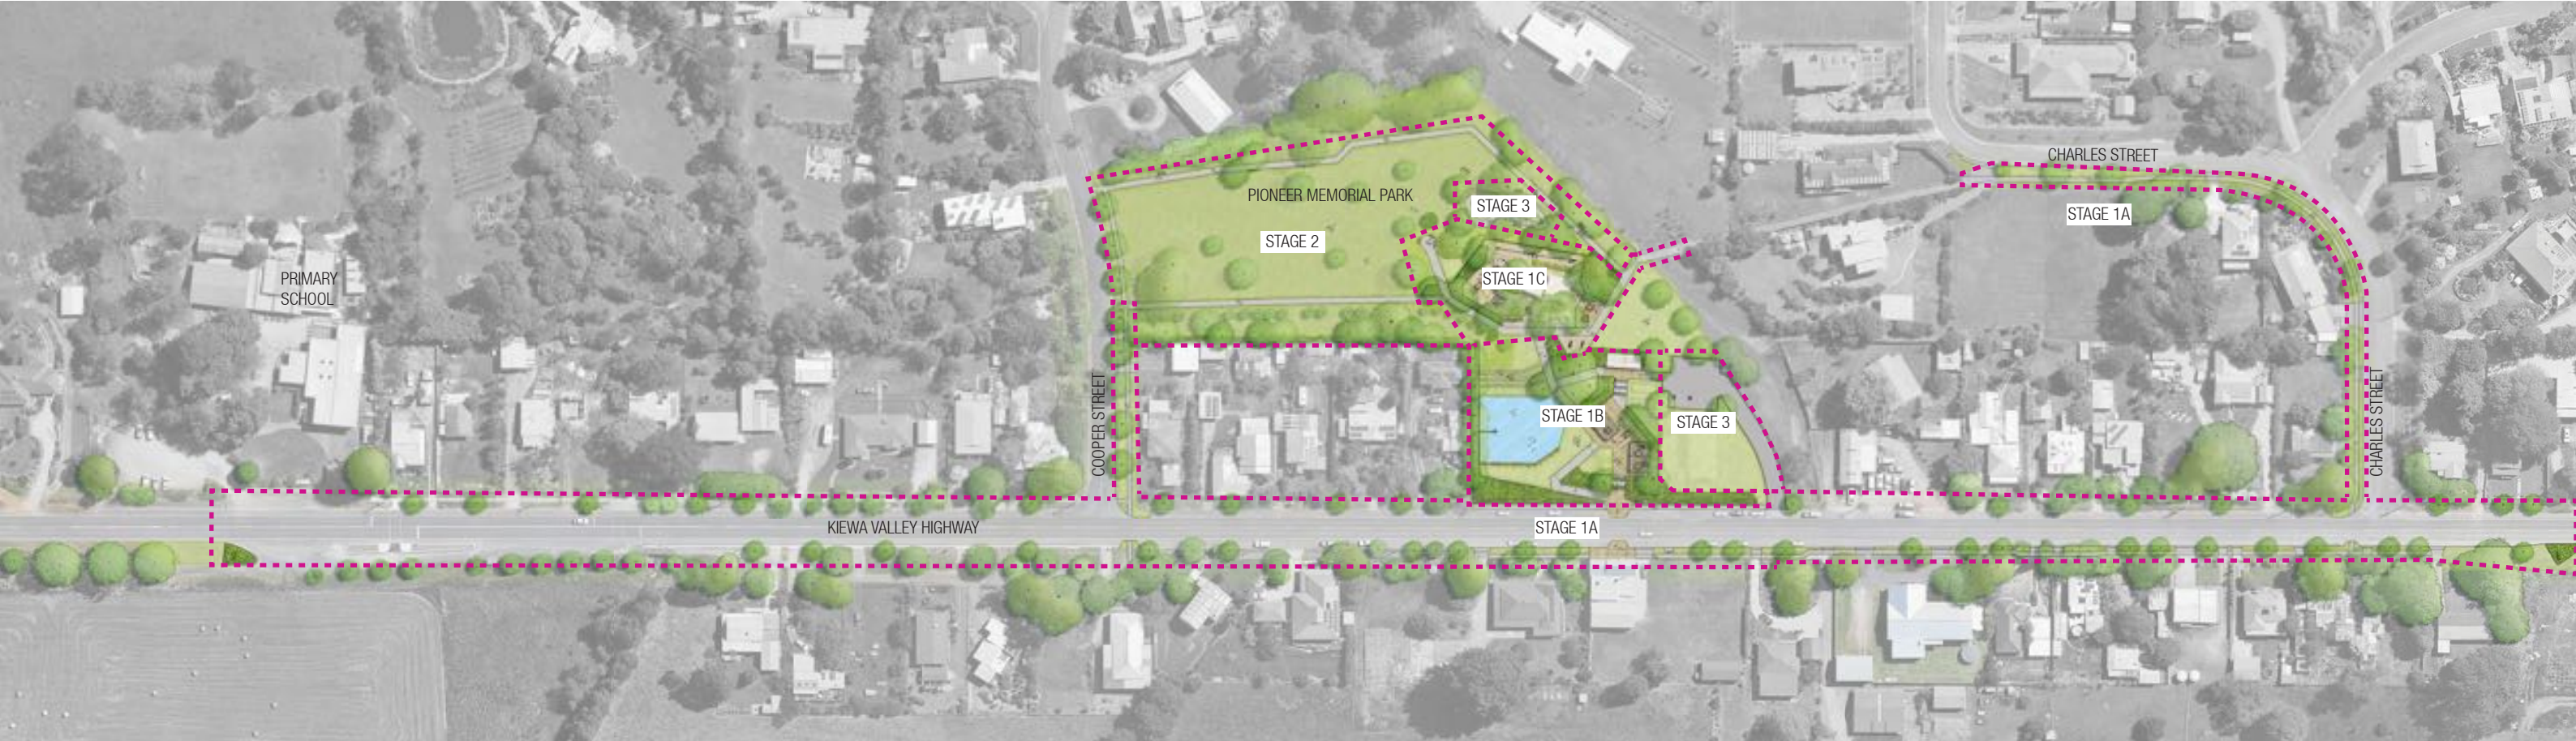 CHARLES STREET
PIONEER MEMORIAL PARK
STAGE 3
STAGE 1A
STAGE 2
PRIMARY
SCHOOL
STAGE 1C
COOPER STREET
STAGE 1B
STAGE 3
CHARLES STREET
KIEWA VALLEY HIGHWAY
STAGE 1A